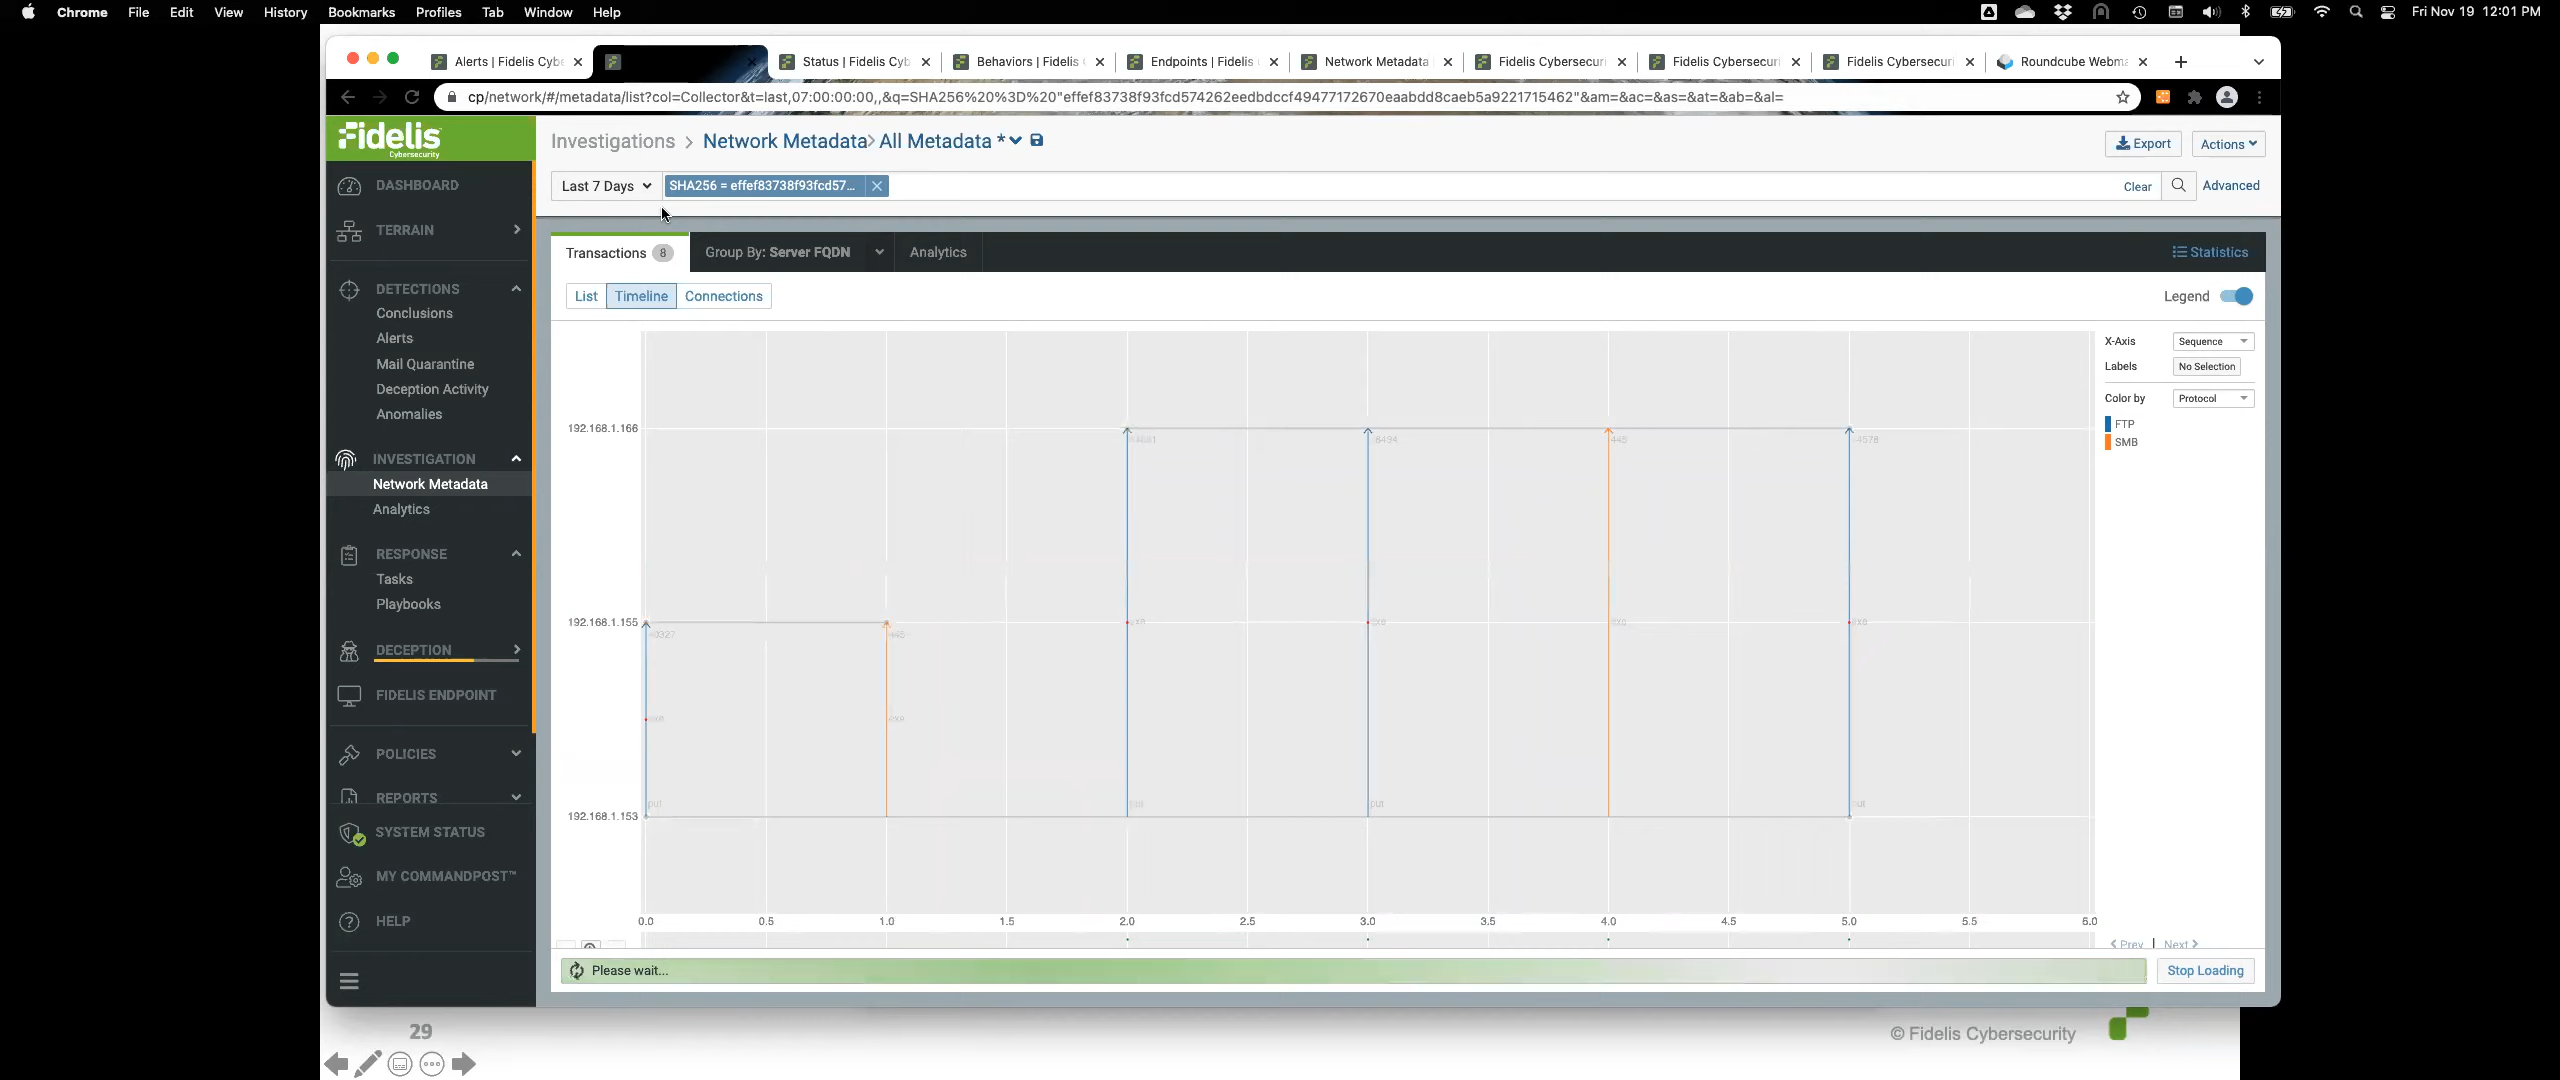 Chrome File Edit View History Bookmarks Profiles Tab Window Help Fri Nov 19 12:01 PM
Alerts | Fidelis Cybe Status | Fidelis Cyb Behaviors | Fidelis Endpoints | Fidelis Network Metadata Fidelis Cybersecuri Fidelis Cybersecuri Fidelis Cybersecuri Roundcube Webma
cp/network/#/metadata/list?col=Collector&t=last,07:00:00:00,,&q=SHA256%20%3D%20"effef83738f93fcd574262eedbdccf49477172670eaabdd8caeb5a9221715462"&am=&ac=&as=&at=&ab=&al=
Fidelis
Cybersecurity
DASHBOARD
TERRAIN
DETECTIONS
Conclusions
Alerts
Mail Quarantine
Deception Activity
Anomalies
INVESTIGATION
Network Metadata
Analytics
RESPONSE
Tasks
Playbooks
DECEPTION
FIDELIS ENDPOINT
POLICIES
REPORTS
SYSTEM STATUS
MY COMMANDPOST™
HELP
Investigations > Network Metadata > All Metadata *
Export Actions
Last 7 Days SHA256 = effef83738f93fcd57... Clear Advanced
Transactions 8 Group By: Server FQDN Analytics Statistics
List Timeline Connections Legend
X-Axis Sequence
Labels No Selection
Color by Protocol
FTP
SMB
192.168.1.166
445
192.168.1.155
445
exe
put
put
192.168.1.153
0.0 0.5 1.0 1.5 2.0 2.5 3.0 3.5 4.0 4.5 5.0 5.5 6.0
Prev | Next
Please wait... Stop Loading
29
© Fidelis Cybersecurity